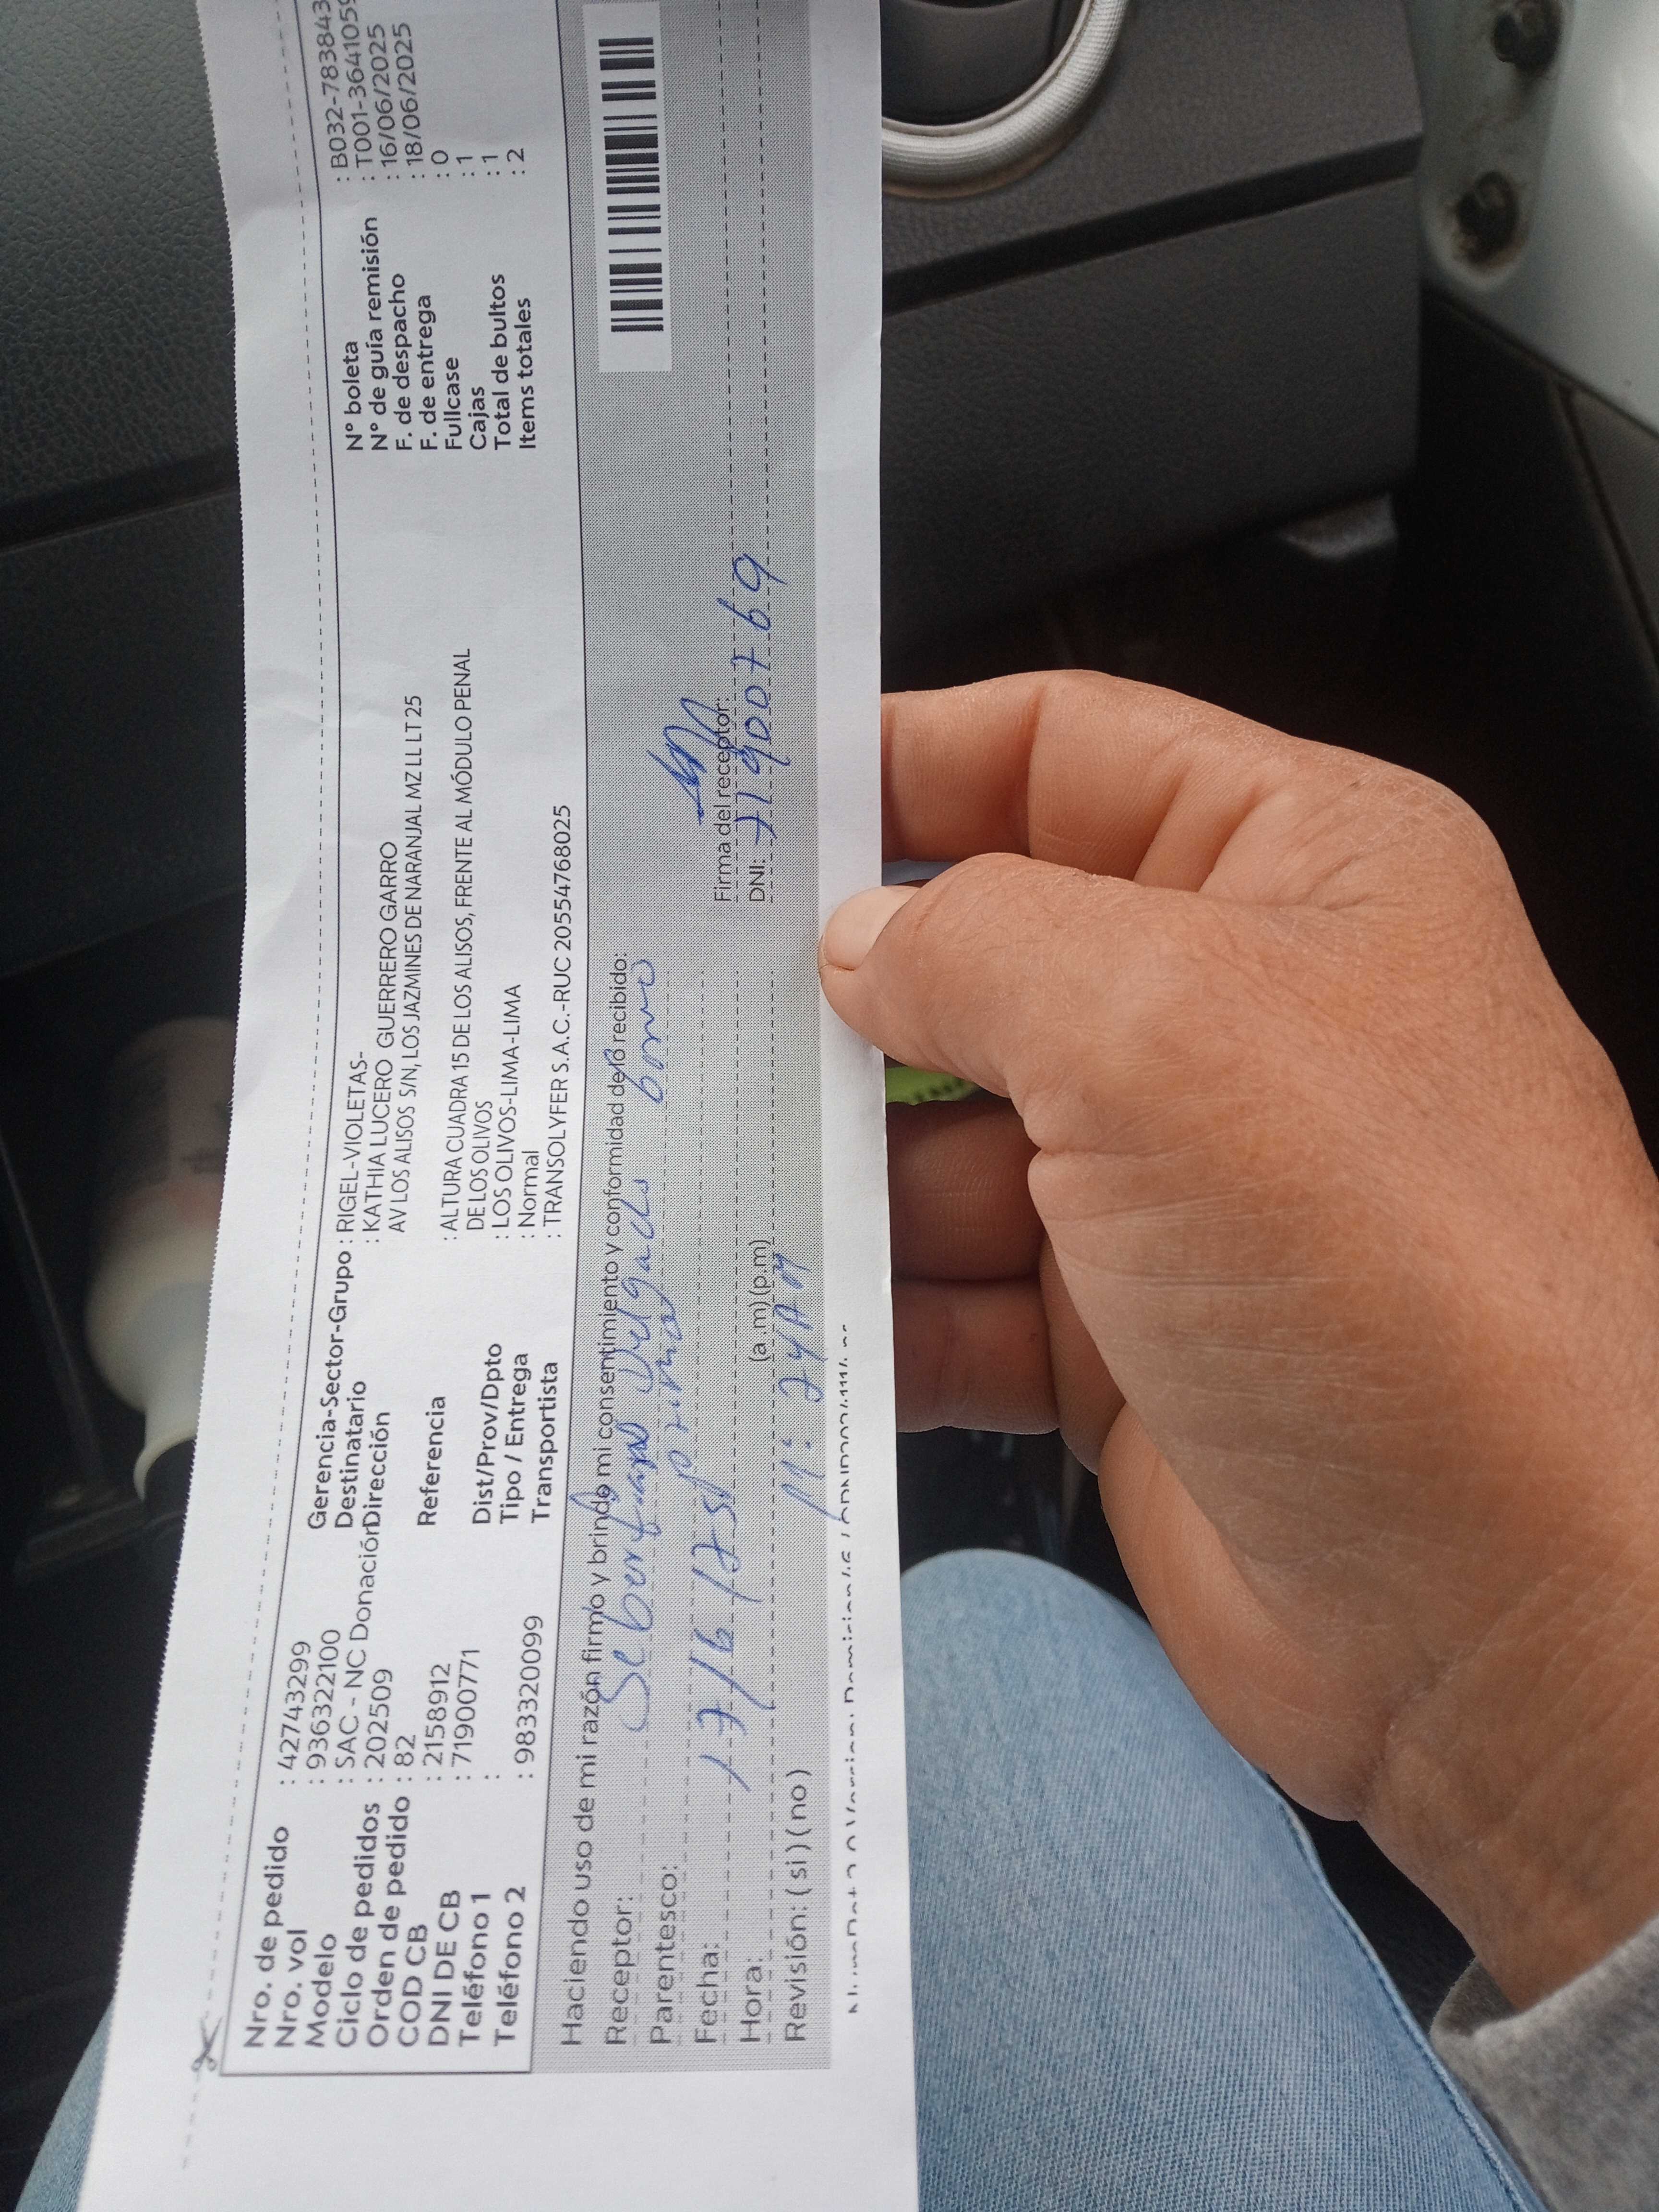 Nro. de pedido : 427743299
Nro. vol : 9363221​00
Modelo : SAC - NC Donación
Ciclo de pedidos : 202509
Orden de pedido : 82
COD CB : 2158912
DNI DE CB : 71900771
Teléfono 1 :
Teléfono 2 : 983320099
Gerencia-Sector-Grupo : RIGEL-VIOLETAS-
Destinatario : KATHIA LUCERO GUERRERO GARRO
Dirección AV LOS ALISOS S/N, LOS JAZMINES DE NARANJAL MZ LL LT 25
Referencia : ALTURA CUADRA 15 DE LOS ALISOS, FRENTE AL MÓDULO PENAL
DE LOS OLIVOS
Dist/Prov/Dpto : LOS OLIVOS-LIMA-LIMA
Tipo / Entrega : Normal
Transportista : TRANSOLYFER S.A.C.-RUC 20554768025
N° boleta : B032-783843
N° de guía remisión : T001-3641059
F. de despacho : 16/06/2025
F. de entrega : 18/06/2025
Fullcase : 0
Cajas : 1
Total de bultos : 1
Items totales : 2
Haciendo uso de mi razón firmo y brindo mi consentimiento y conformidad de lo recibido:
Receptor: Delgado
Parentesco: primo
Fecha: 17/6/25
Hora: 11:24 AM (a.m) (p.m)
Revisión: ( si ) ( no )
Firma del receptor:
DNI: 71900769